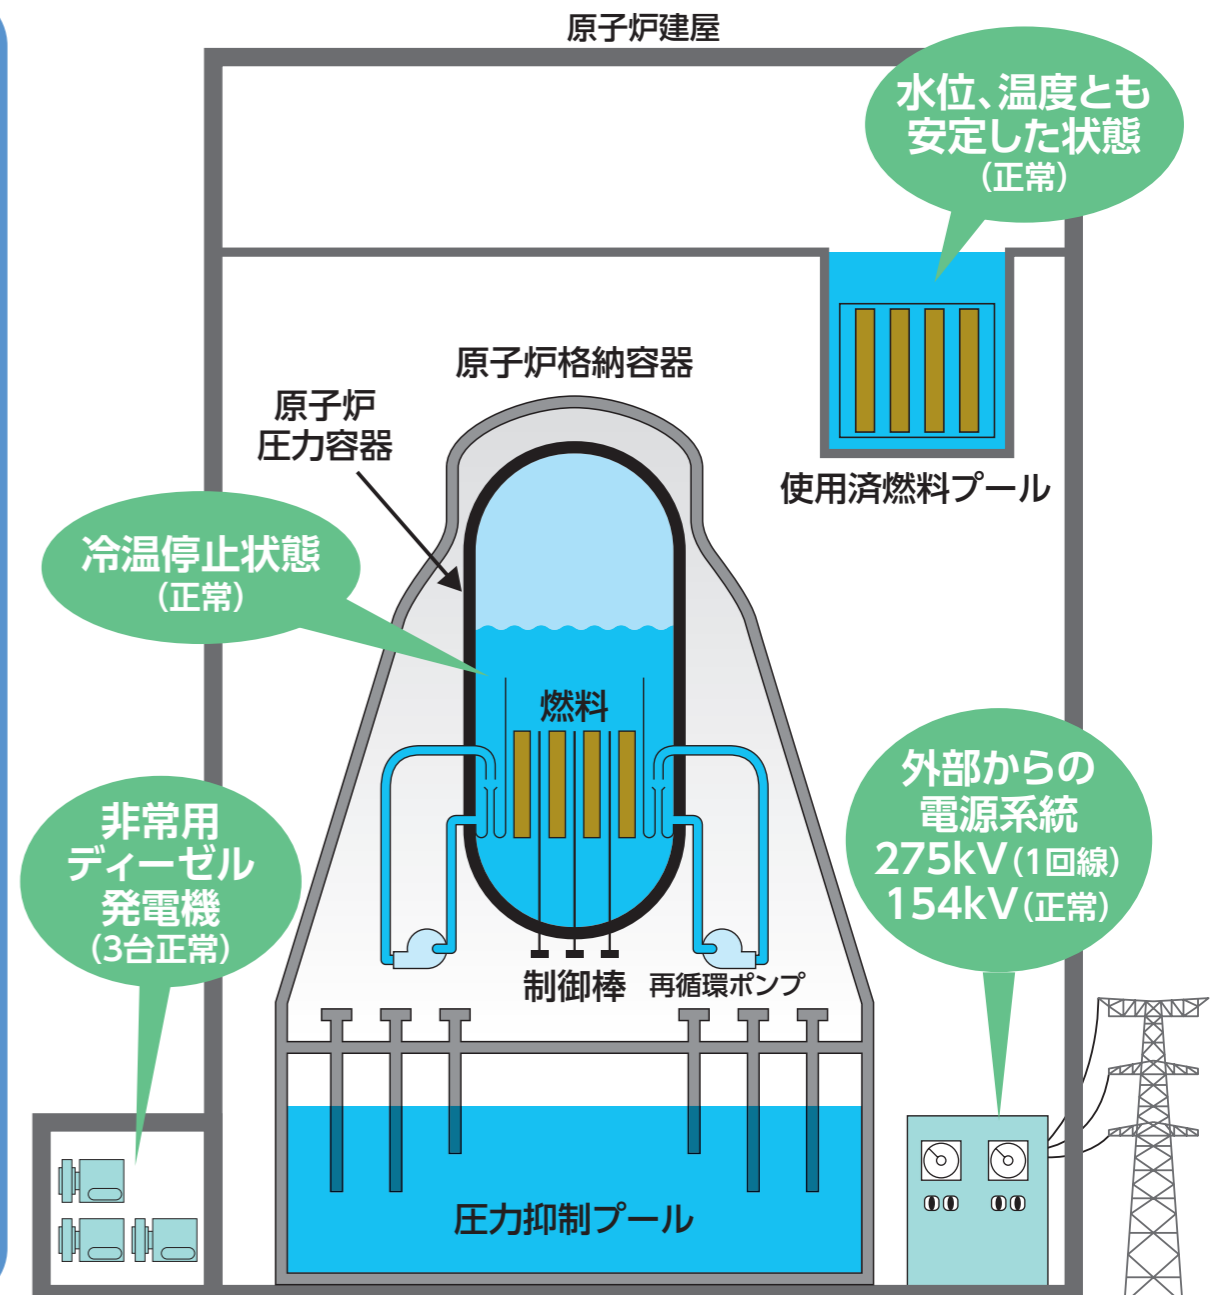 原子炉建屋
水位、温度とも
安定した状態
(正常)
原子炉格納容器
原子炉
圧力容器
使用済燃料プール
冷温停止状態
(正常)
燃料
外部からの
電源系統
275kV(1回線)
154kV(正常)
非常用
ディーゼル
発電機
(3台正常)
制御棒
再循環ポンプ
圧力抑制プール